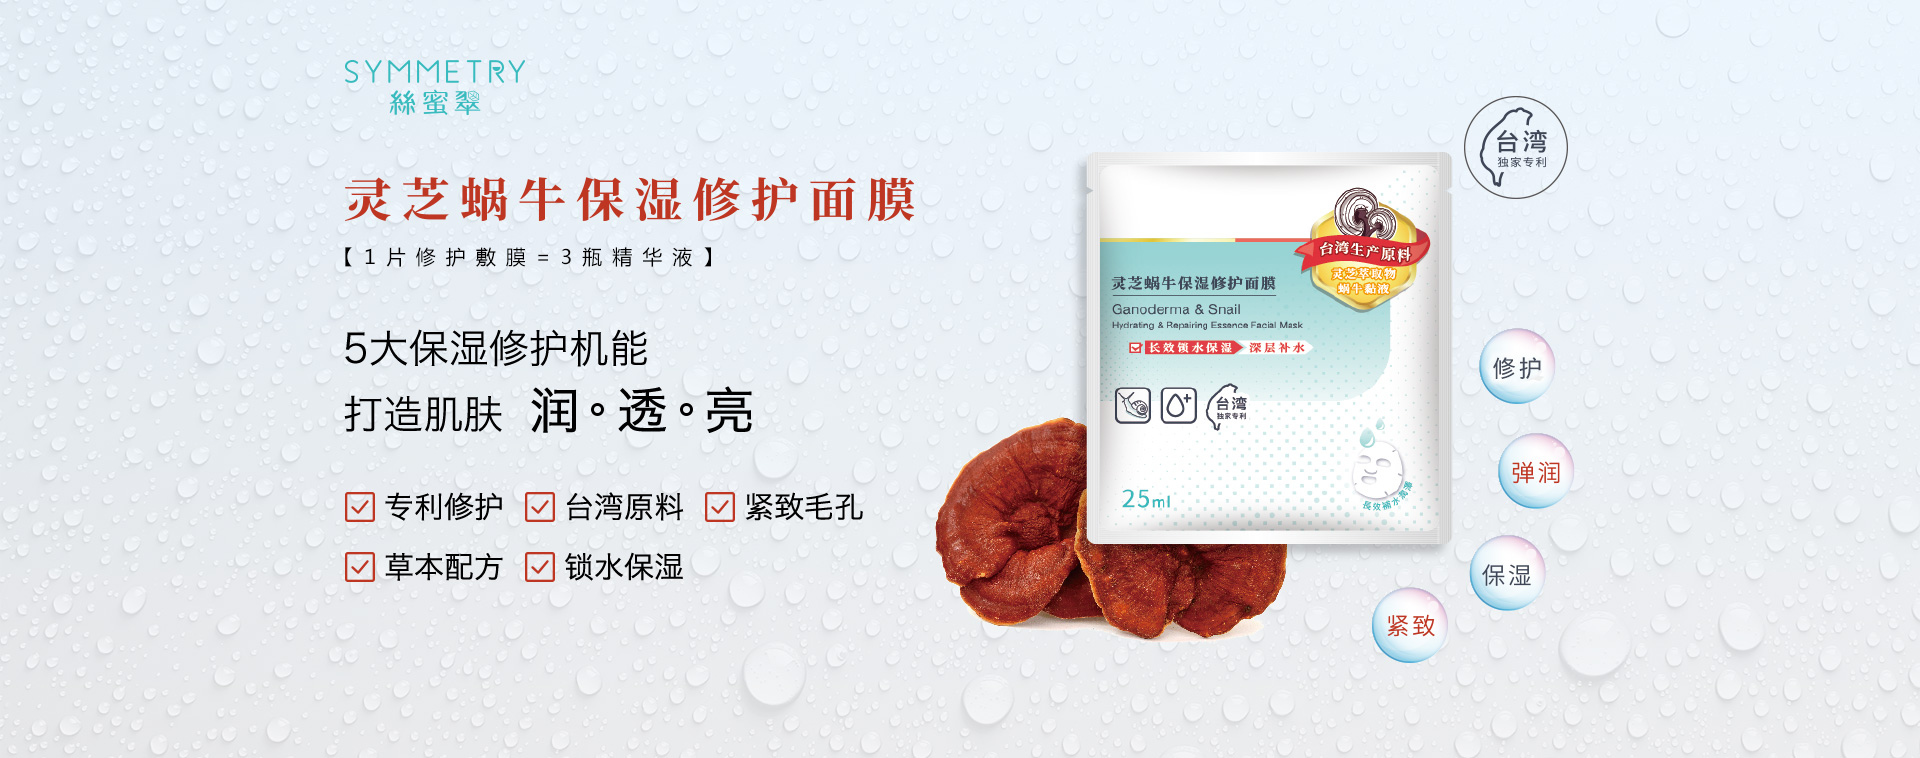 SYMMETRY
絲蜜翠
灵芝蜗牛保湿修护面膜
【1片修护敷膜=3瓶精华液】
5大保湿修护机能
打造肌肤 润。透。亮
专利修护 台湾原料 紧致毛孔
草本配方 锁水保湿
台湾生产原料
灵芝萃取物
蜗牛黏液
灵芝蜗牛保湿修护面膜
Ganoderma & Snail
Hydrating & Repairing Essence Facial Mask
长效锁水保湿 深层补水
台湾
独家专利
25ml
台湾
独家专利
修护
弹润
保湿
紧致